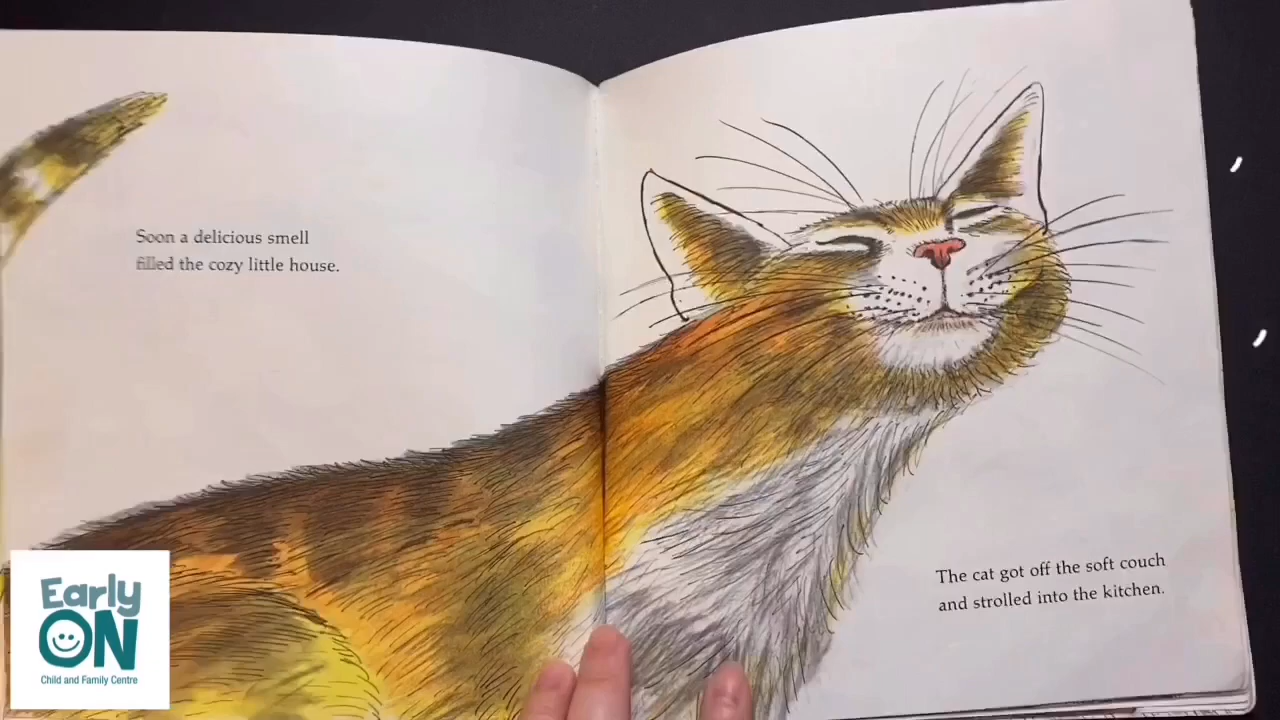 Soon a delicious smell
filled the cozy little house.
The cat got off the soft couch
and strolled into the kitchen.
Early
ON
Child and Family Centre